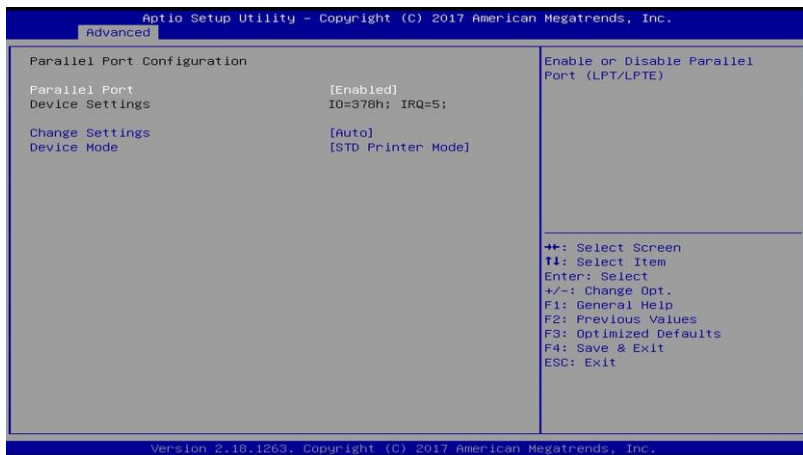 Aptio Setup Utility – Copyright (C) 2017 American Megatrends, Inc.
Advanced
Parallel Port Configuration
Parallel Port [Enabled]
Device Settings IO=378h; IRQ=5;
Change Settings [Auto]
Device Mode [STD Printer Mode]
Enable or Disable Parallel
Port (LPT/LPTE)
→←: Select Screen
↑↓: Select Item
Enter: Select
+/-: Change Opt.
F1: General Help
F2: Previous Values
F3: Optimized Defaults
F4: Save & Exit
ESC: Exit
Version 2.18.1263. Copyright (C) 2017 American Megatrends, Inc.